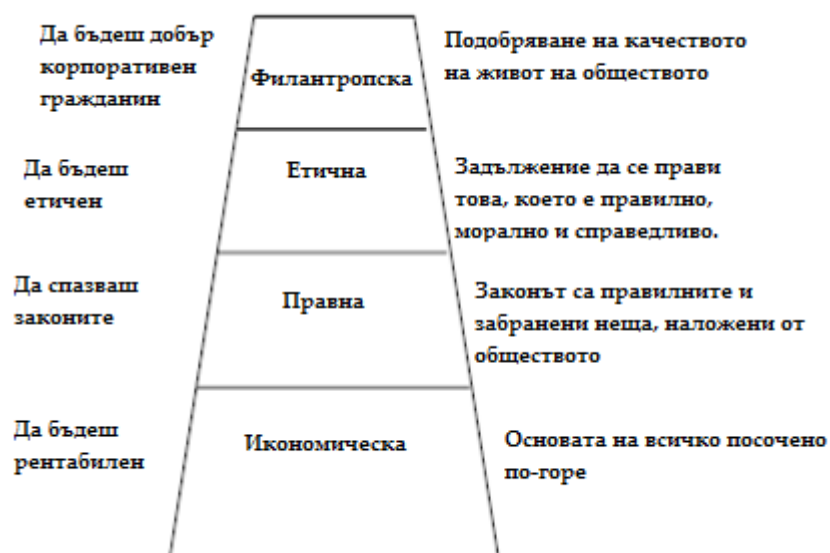 Да бъдеш добър
корпоративен
гражданин
Филантропска
Подобряване на качеството
на живот на обществото
Да бъдеш
етичен
Етична
Задължение да се прави
това, което е правилно,
морално и справедливо.
Да спазваш
законите
Правна
Законът са правилните и
забранени неща, наложени от
обществото
Да бъдеш
рентабилен
Икономическа
Основата на всичко посочено
по-горе